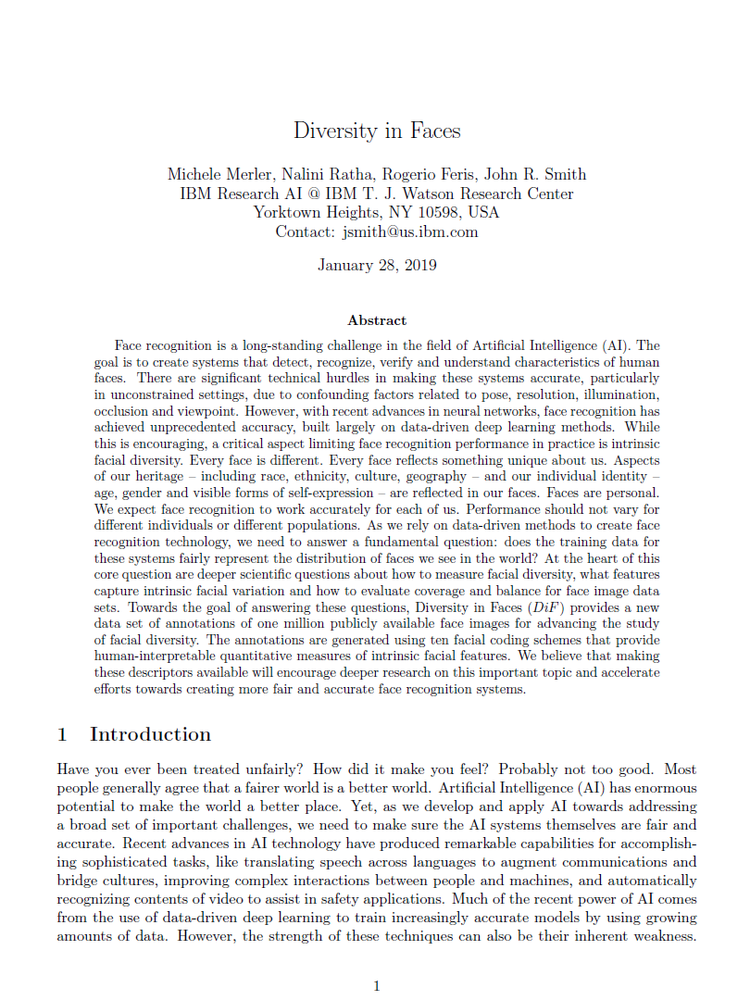 Diversity in Faces
Michele Merler, Nalini Ratha, Rogerio Feris, John R. Smith
IBM Research AI @ IBM T. J. Watson Research Center
Yorktown Heights, NY 10598, USA
Contact: jsmith@us.ibm.com
January 28, 2019
Abstract
Face recognition is a long-standing challenge in the field of Artificial Intelligence (AI). The
goal is to create systems that detect, recognize, verify and understand characteristics of human
faces. There are significant technical hurdles in making these systems accurate, particularly
in unconstrained settings, due to confounding factors related to pose, resolution, illumination,
occlusion and viewpoint. However, with recent advances in neural networks, face recognition has
achieved unprecedented accuracy, built largely on data-driven deep learning methods. While
this is encouraging, a critical aspect limiting face recognition performance in practice is intrinsic
facial diversity. Every face is different. Every face reflects something unique about us. Aspects
of our heritage – including race, ethnicity, culture, geography – and our individual identity –
age, gender and visible forms of self-expression – are reflected in our faces. Faces are personal.
We expect face recognition to work accurately for each of us. Performance should not vary for
different individuals or different populations. As we rely on data-driven methods to create face
recognition technology, we need to answer a fundamental question: does the training data for
these systems fairly represent the distribution of faces we see in the world? At the heart of this
core question are deeper scientific questions about how to measure facial diversity, what features
capture intrinsic facial variation and how to evaluate coverage and balance for face image data
sets. Towards the goal of answering these questions, Diversity in Faces (DiF) provides a new
data set of annotations of one million publicly available face images for advancing the study
of facial diversity. The annotations are generated using ten facial coding schemes that provide
human-interpretable quantitative measures of intrinsic facial features. We believe that making
these descriptors available will encourage deeper research on this important topic and accelerate
efforts towards creating more fair and accurate face recognition systems.
1 Introduction
Have you ever been treated unfairly? How did it make you feel? Probably not too good. Most
people generally agree that a fairer world is a better world. Artificial Intelligence (AI) has enormous
potential to make the world a better place. Yet, as we develop and apply AI towards addressing
a broad set of important challenges, we need to make sure the AI systems themselves are fair and
accurate. Recent advances in AI technology have produced remarkable capabilities for accomplish-
ing sophisticated tasks, like translating speech across languages to augment communications and
bridge cultures, improving complex interactions between people and machines, and automatically
recognizing contents of video to assist in safety applications. Much of the recent power of AI comes
from the use of data-driven deep learning to train increasingly accurate models by using growing
amounts of data. However, the strength of these techniques can also be their inherent weakness.
1